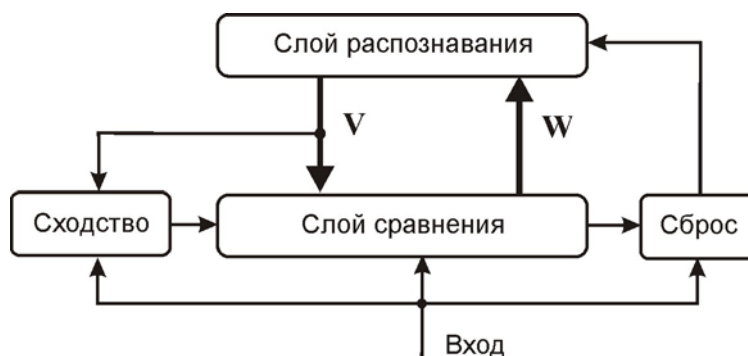 Слой распознавания
V
W
Сходство
Слой сравнения
Сброс
Вход